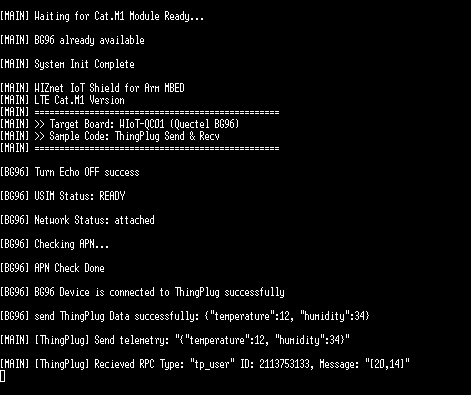 [MAIN] Waiting for Cat.M1 Module Ready...
[MAIN] BG96 already available
[MAIN] System Init Complete
[MAIN] WIZnet IoT Shield for Arm MBED
[MAIN] LTE Cat.M1 Version
[MAIN] =================================================
[MAIN] >> Target Board: WIoT-QC01 (Quectel BG96)
[MAIN] >> Sample Code: ThingPlug Send & Recv
[MAIN] =================================================
[BG96] Turn Echo OFF success
[BG96] USIM Status: READY
[BG96] Network Status: attached
[BG96] Checking APN...
[BG96] APN Check Done
[BG96] BG96 Device is connected to ThingPlug successfully
[BG96] send ThingPlug Data successfully: {"temperature":12, "humidity":34}
[MAIN] [ThingPlug] Send telemetry: "{"temperature":12, "humidity":34}"
[MAIN] [ThingPlug] Recieved RPC Type: "tp_user" ID: 2113753133, Message: "[20,14]"